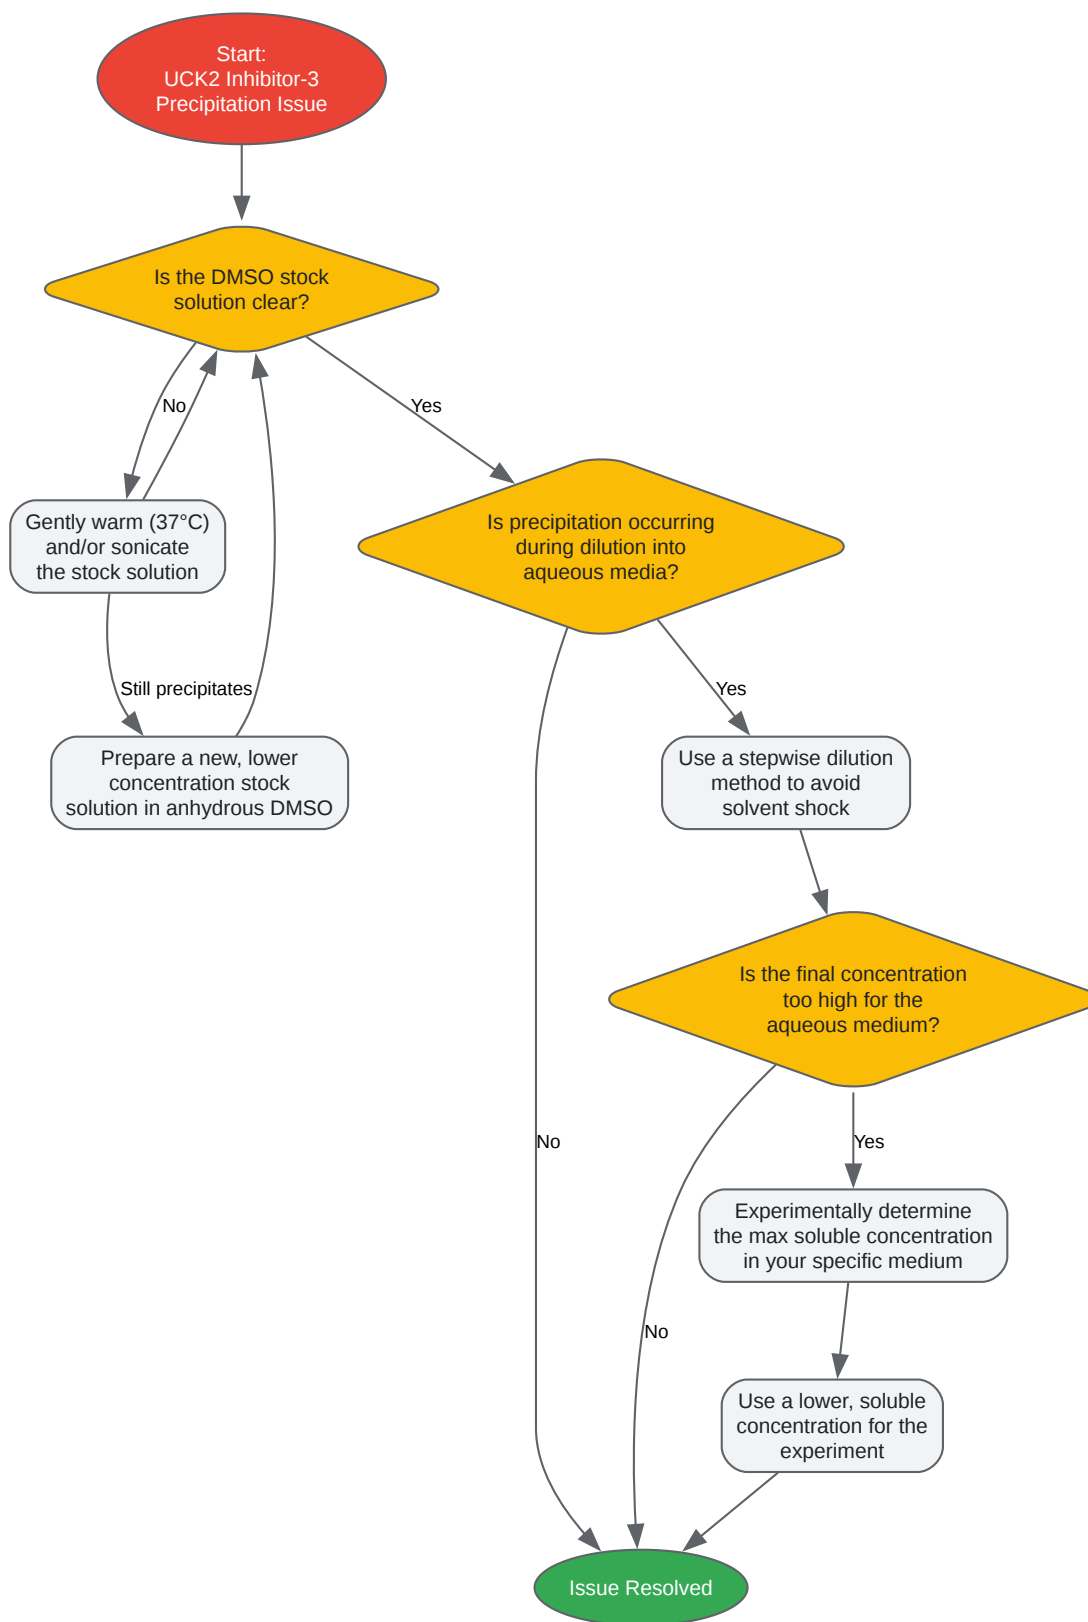 Start:
UCK2 Inhibitor-3
Precipitation Issue
Is the DMSO stock
solution clear?
No
Yes
Gently warm (37°C)
and/or sonicate
the stock solution
Is precipitation occurring
during dilution into
aqueous media?
Still precipitates
Yes
Prepare a new, lower
concentration stock
solution in anhydrous DMSO
Use a stepwise dilution
method to avoid
solvent shock
Is the final concentration
too high for the
aqueous medium?
No
Yes
Experimentally determine
the max soluble concentration
in your specific medium
No
Use a lower, soluble
concentration for the
experiment
Issue Resolved